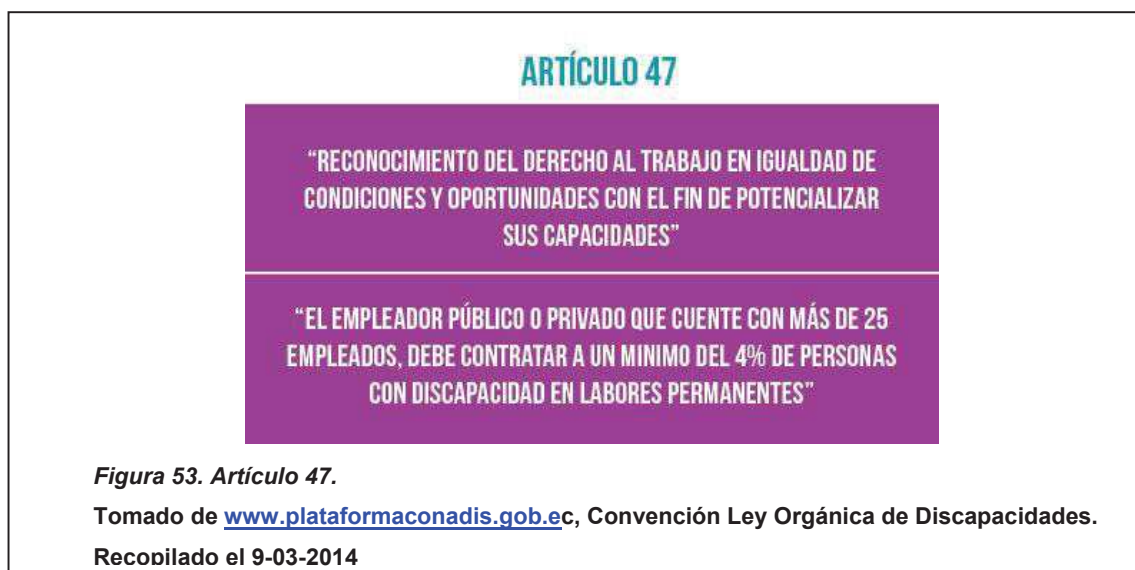 ARTÍCULO 47
“RECONOCIMIENTO DEL DERECHO AL TRABAJO EN IGUALDAD DE
CONDICIONES Y OPORTUNIDADES CON EL FIN DE POTENCIALIZAR
SUS CAPACIDADES”
“EL EMPLEADOR PÚBLICO O PRIVADO QUE CUENTE CON MÁS DE 25
EMPLEADOS, DEBE CONTRATAR A UN MINIMO DEL 4% DE PERSONAS
CON DISCAPACIDAD EN LABORES PERMANENTES”
Figura 53. Artículo 47.
Tomado de www.plataformaconadis.gob.ec, Convención Ley Orgánica de Discapacidades.
Recopilado el 9-03-2014